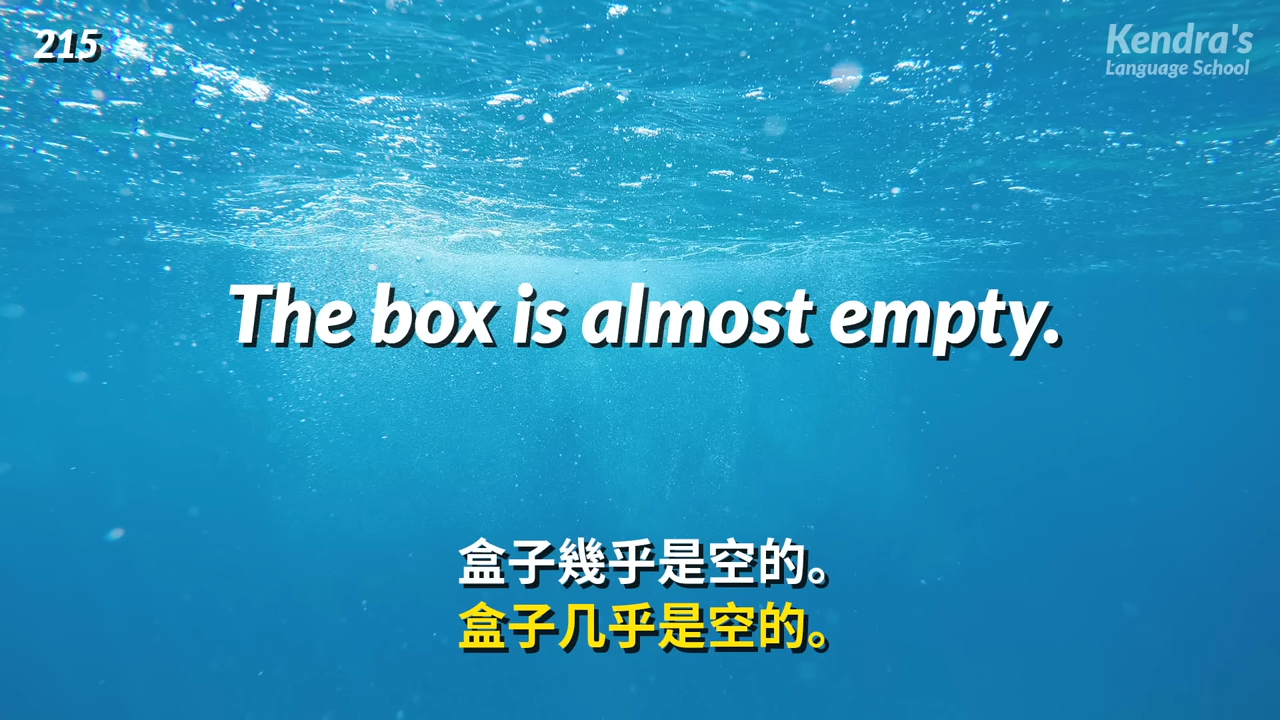 215
Kendra's
Language School
The box is almost empty.
盒子幾乎是空的。
盒子几乎是空的。